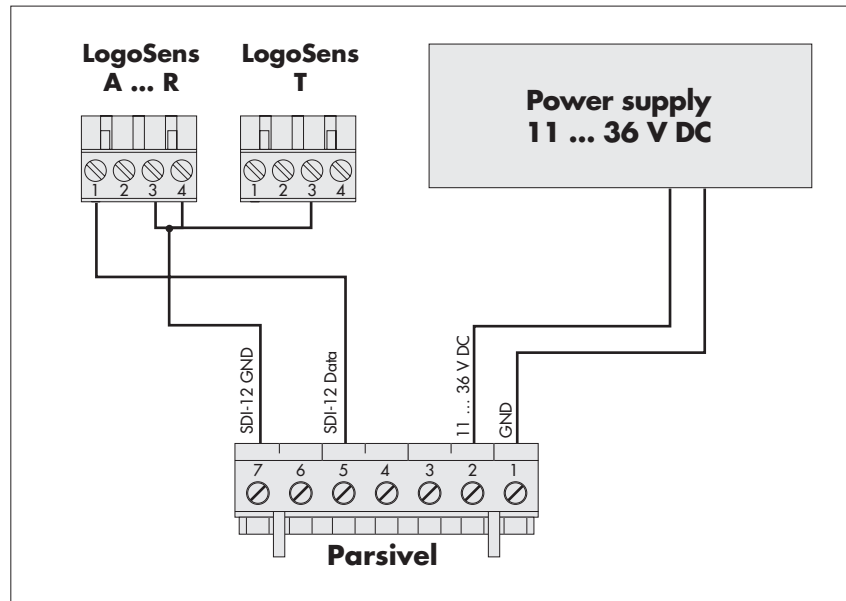 LogoSens
A ... R
LogoSens
T
Power supply
11 ... 36 V DC
1 2 3 4
1 2 3 4
SDI-12 GND
SDI-12 Data
11 ... 36 V DC
GND
7 6 5 4 3 2 1
Parsivel